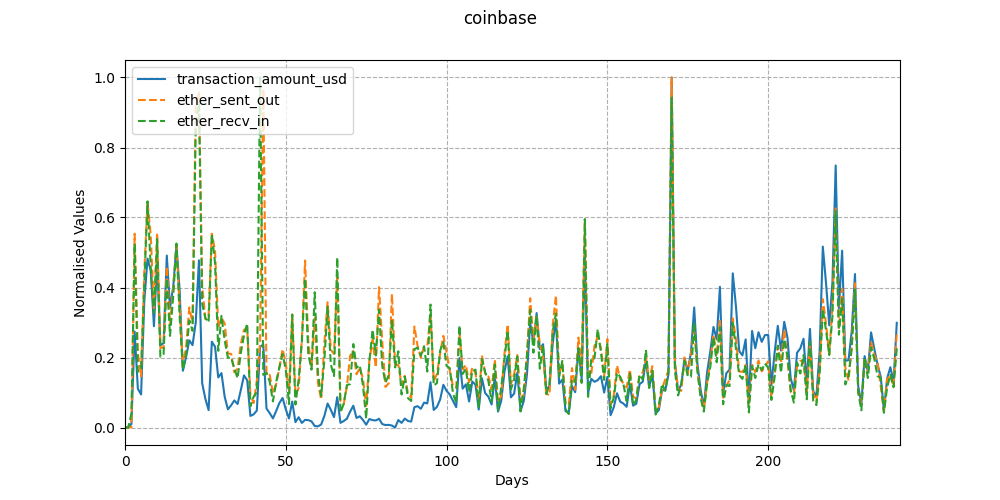 coinbase
transaction_amount_usd
ether_sent_out
ether_recv_in
1.0
0.8
0.6
0.4
0.2
0.0
Normalised Values
0 50 100 150 200
Days